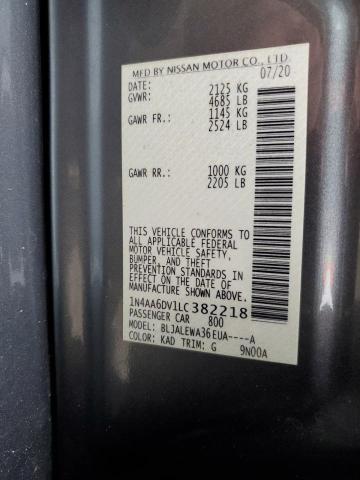 MFD BY NISSAN MOTOR CO., LTD.
DATE: 07/20
GVWR: 2125 KG
4685 LB
GAWR FR.: 1145 KG
2524 LB
GAWR RR.: 1000 KG
2205 LB
THIS VEHICLE CONFORMS TO
ALL APPLICABLE FEDERAL
MOTOR VEHICLE SAFETY,
BUMPER, AND THEFT
PREVENTION STANDARDS IN
EFFECT ON THE DATE OF
MANUFACTURE SHOWN ABOVE.
1N4AA6DV1LC382218
PASSENGER CAR 800
MODEL: BLJALEWA36EUA----A
COLOR: KAD TRIM: G 9N00A